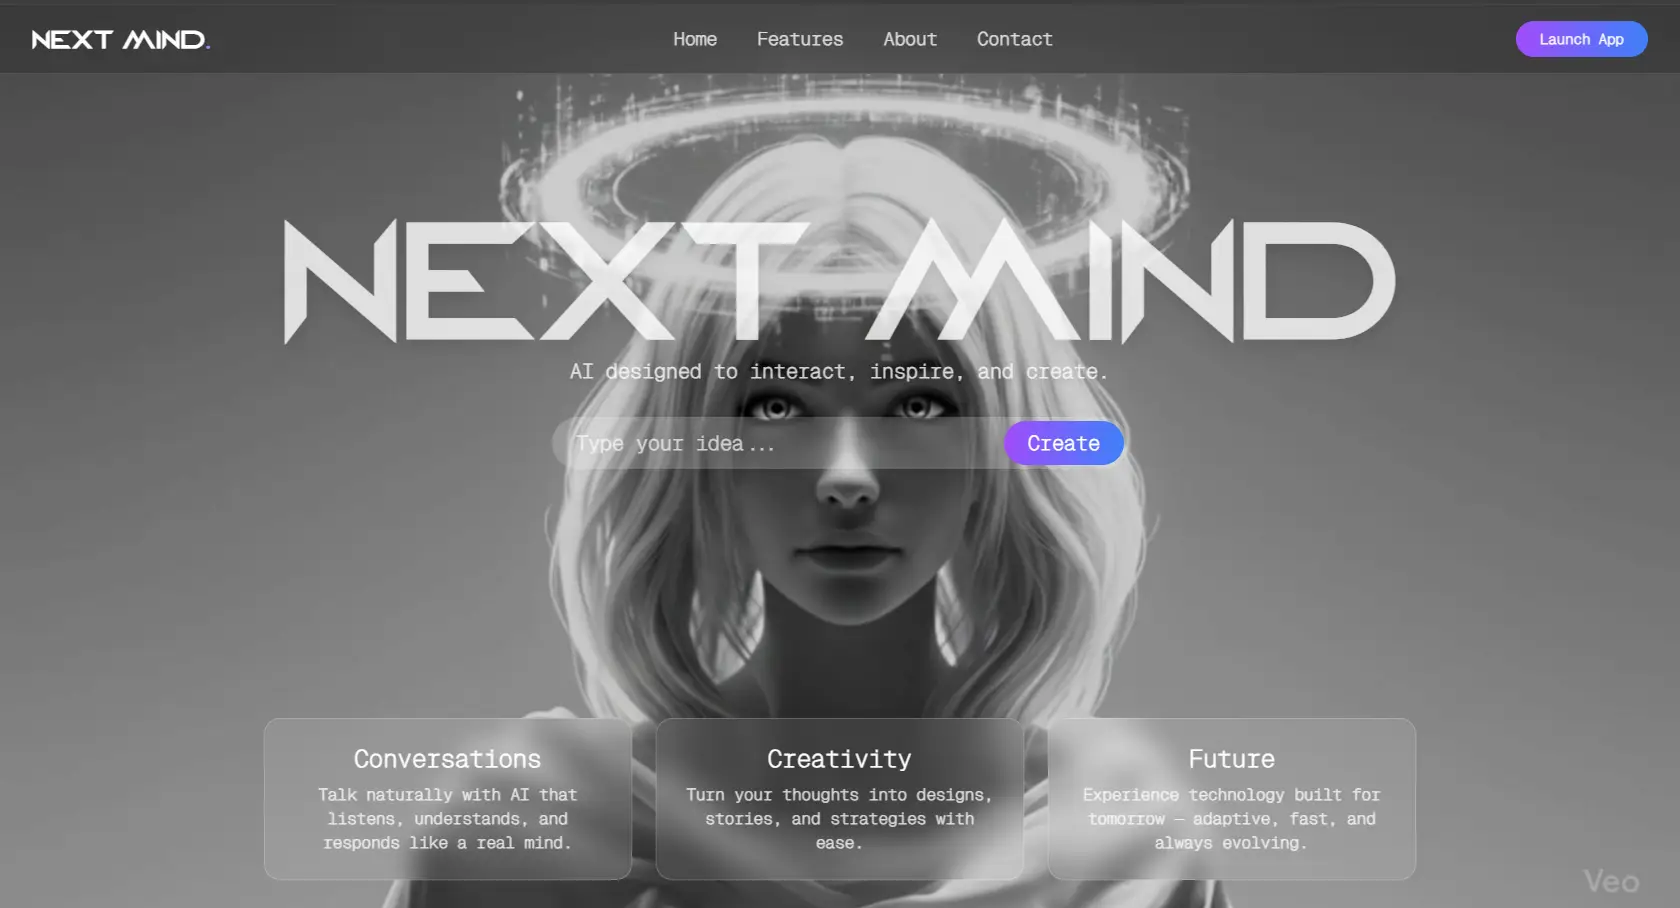 NEXT MIND.
Home
Features
About
Contact
Launch App
NEXT MIND
AI designed to interact, inspire, and create.
Type your idea...
Create
Conversations
Talk naturally with AI that
listens, understands, and
responds like a real mind.
Creativity
Turn your thoughts into designs,
stories, and strategies with
ease.
Future
Experience technology built for
tomorrow — adaptive, fast, and
always evolving.
Veo